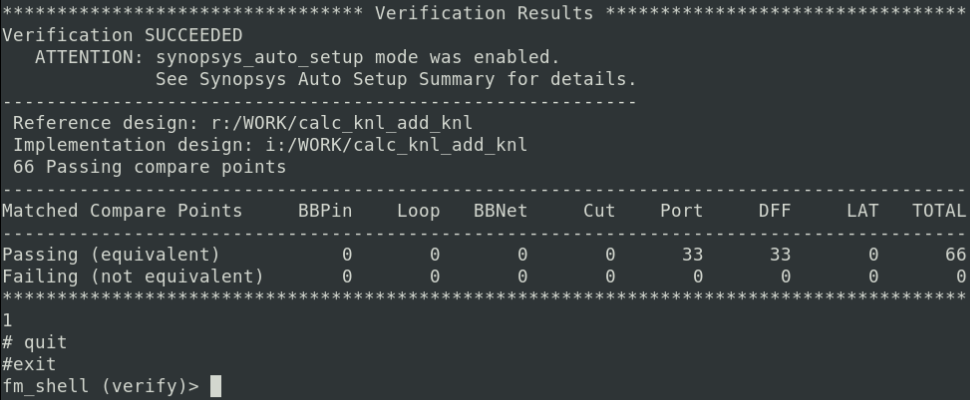 ********************************* Verification Results *********************************
Verification SUCCEEDED
   ATTENTION: synopsys_auto_setup mode was enabled.
              See Synopsys Auto Setup Summary for details.
----------------------------------------------------------
 Reference design: r:/WORK/calc_knl_add_knl
 Implementation design: i:/WORK/calc_knl_add_knl
 66 Passing compare points
----------------------------------------------------------------------------------------
Matched Compare Points     BBPin    Loop   BBNet     Cut    Port     DFF     LAT   TOTAL
----------------------------------------------------------------------------------------
Passing (equivalent)           0       0       0       0      33      33       0      66
Failing (not equivalent)       0       0       0       0       0       0       0       0
****************************************************************************************
1
# quit
#exit
fm_shell (verify)>